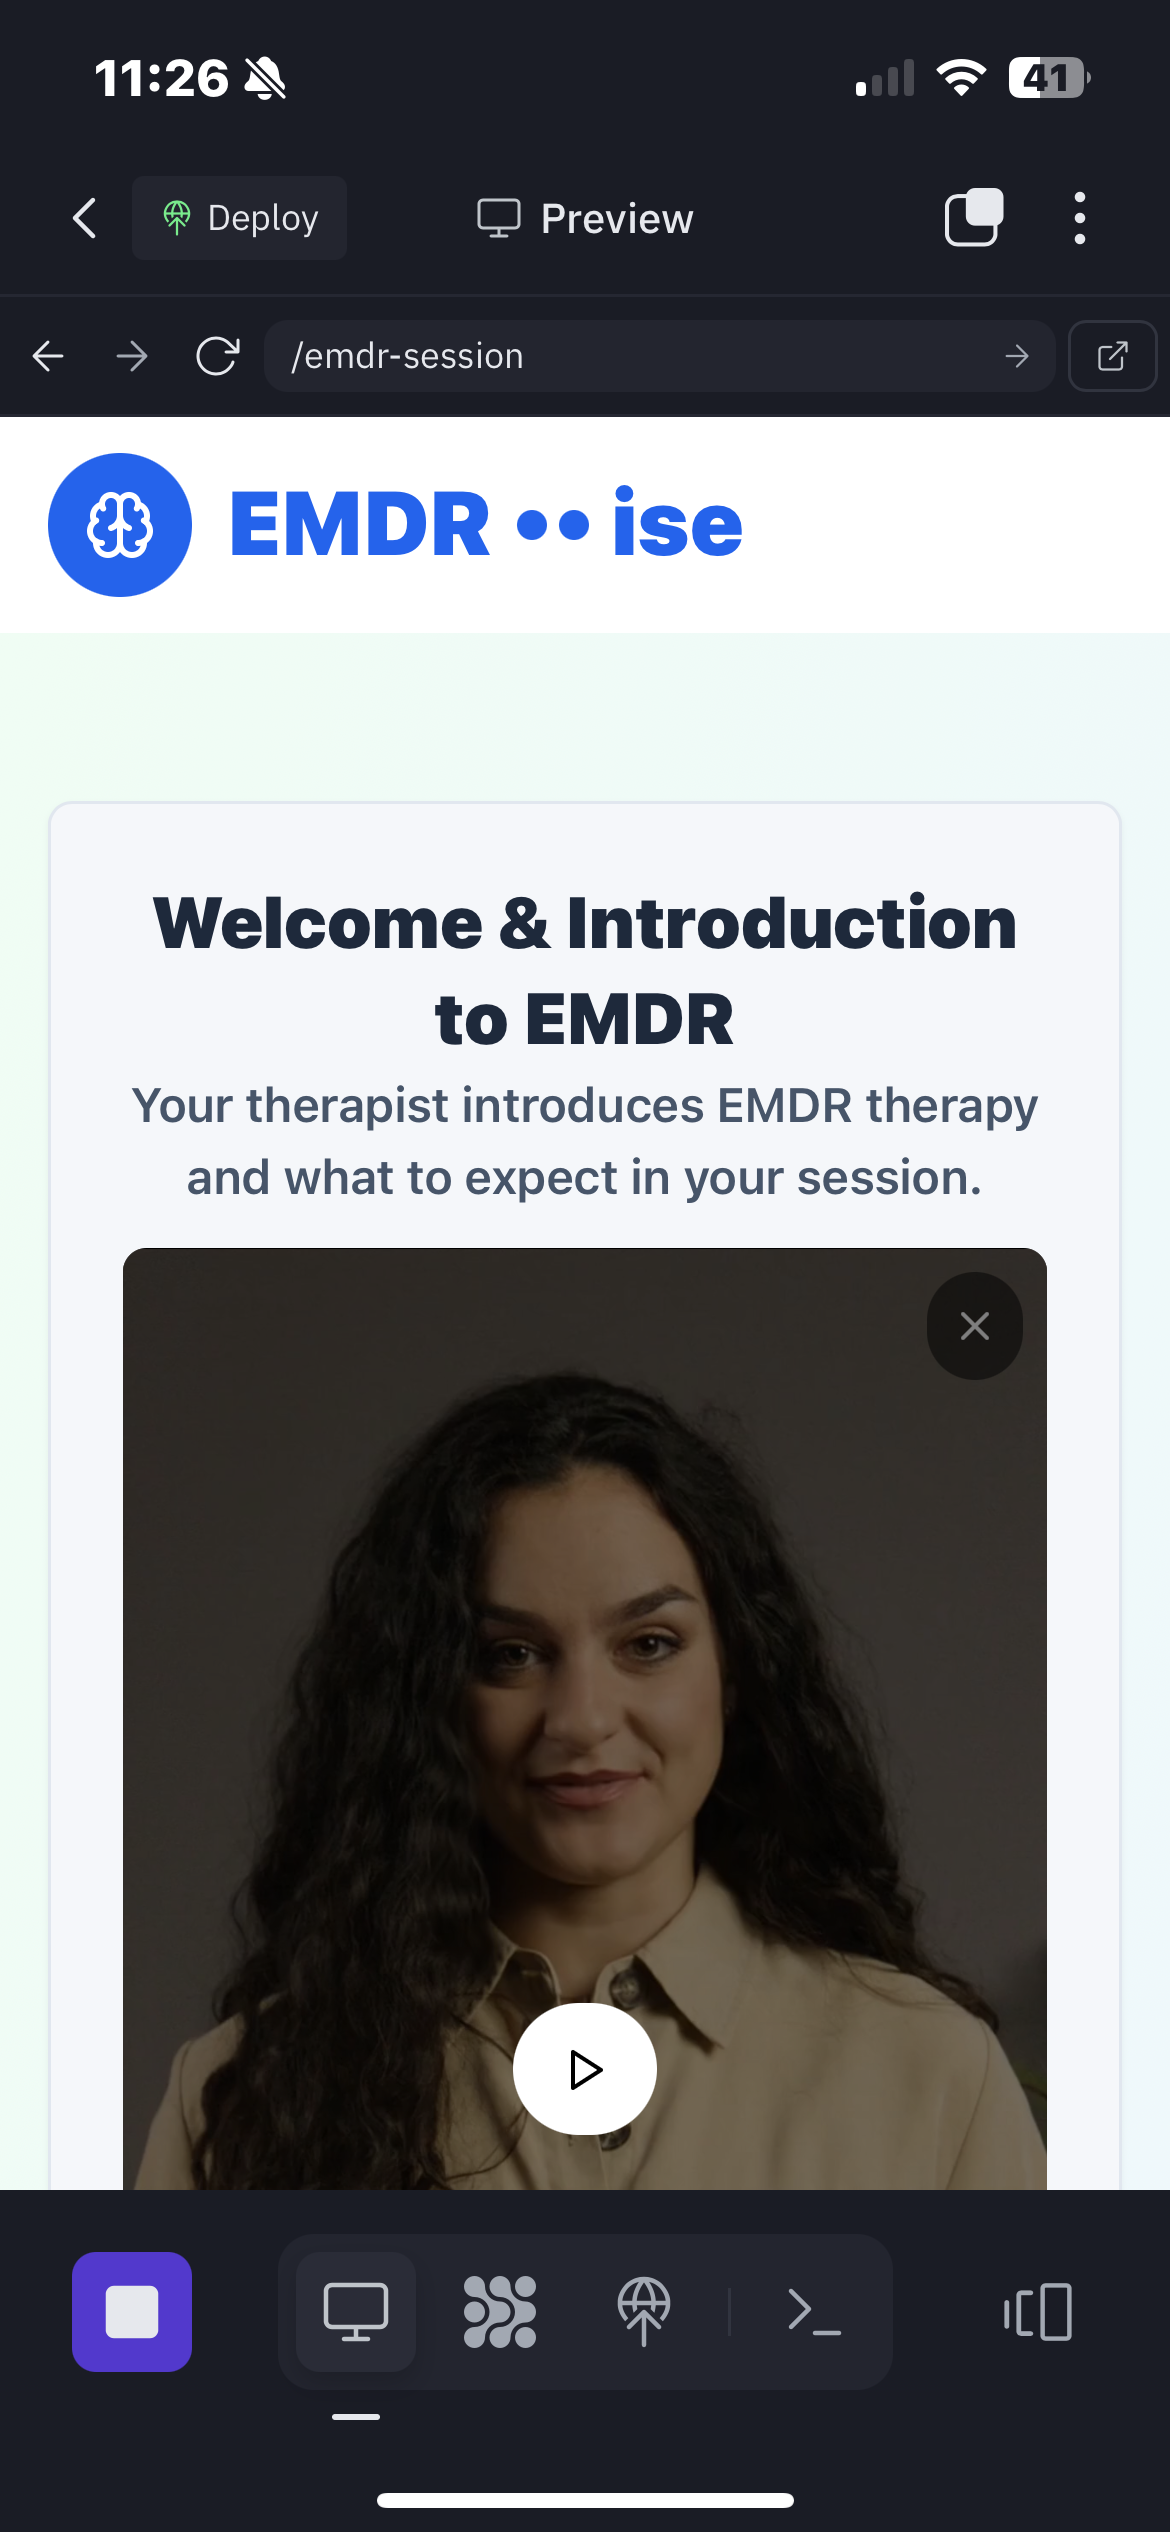 11:26
41
Deploy
Preview
/emdr-session
EMDR •• ise
Welcome & Introduction
to EMDR
Your therapist introduces EMDR therapy
and what to expect in your session.